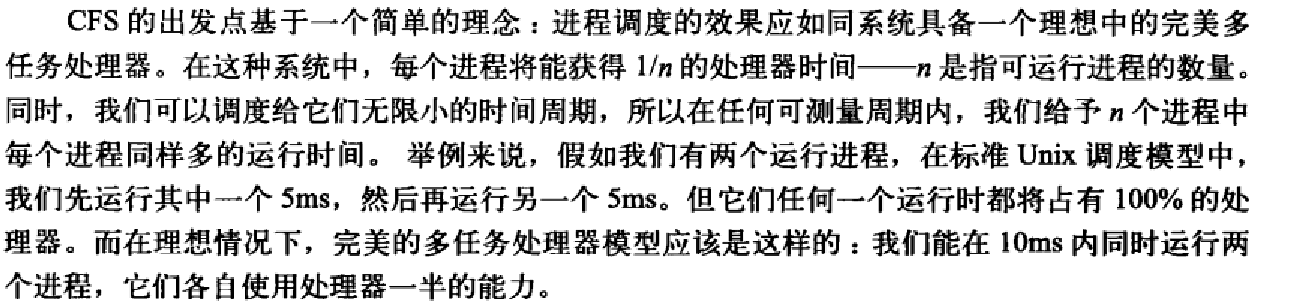 CFS 的出发点基于一个简单的理念：进程调度的效果应如同系统具备一个理想中的完美多
任务处理器。在这种系统中，每个进程将能获得 1/n 的处理器时间——n 是指可运行进程的数量。
同时，我们可以调度给它们无限小的时间周期，所以在任何可测量周期内，我们给予 n 个进程中
每个进程同样多的运行时间。 举例来说，假如我们有两个运行进程，在标准 Unix 调度模型中，
我们先运行其中一个 5ms，然后再运行另一个 5ms。但它们任何一个运行时都将占有 100% 的处
理器。而在理想情况下，完美的多任务处理器模型应该是这样的：我们能在 10ms 内同时运行两
个进程，它们各自使用处理器一半的能力。